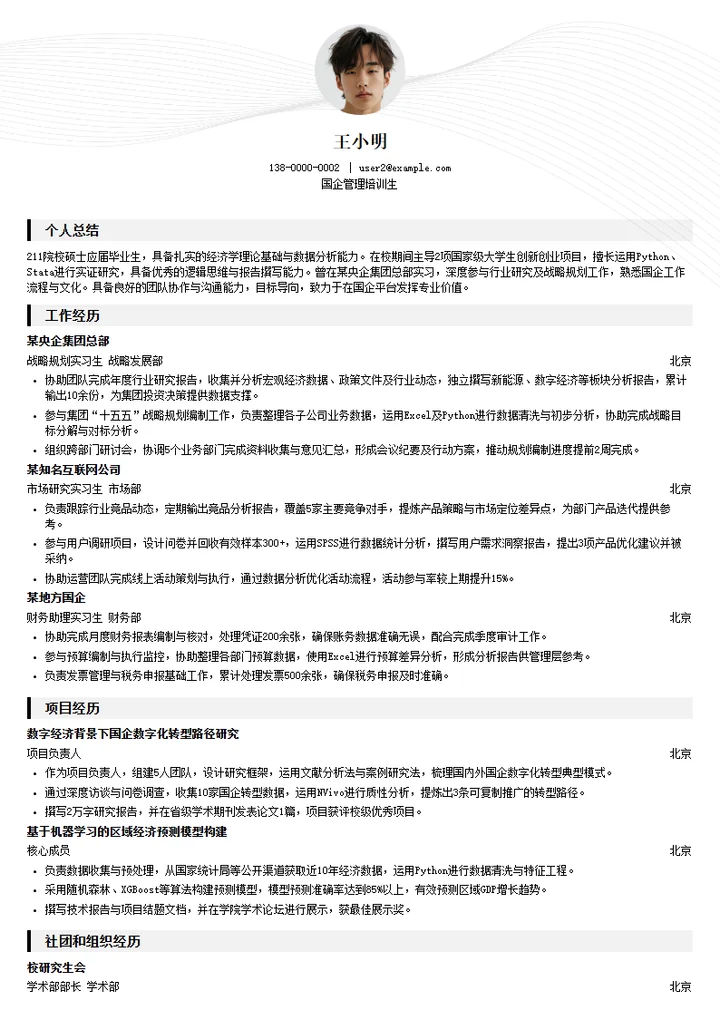 王小明
138-0000-0002 | user2@example.com
国企管理培训生
个人总结
211院校硕士应届毕业生，具备扎实的经济学理论基础与数据分析能力。在校期间主导2项国家级大学生创新创业项目，擅长运用Python、
Stata进行实证研究，具备优秀的逻辑思维与报告撰写能力。曾在某央企集团总部实习，深度参与行业研究及战略规划工作，熟悉国企工作
流程与文化。具备良好的团队协作与沟通能力，目标导向，致力于在国企平台发挥专业价值。
工作经历
某央企集团总部
战略规划实习生 战略发展部 北京
• 协助团队完成年度行业研究报告，收集并分析宏观经济数据、政策文件及行业动态，独立撰写新能源、数字经济等板块分析报告，累计
输出10余份，为集团投资决策提供数据支撑。
• 参与集团“十五五”战略规划编制工作，负责整理各子公司业务数据，运用Excel及Python进行数据清洗与初步分析，协助完成战略目
标分解与对标分析。
• 组织跨部门研讨会，协调5个业务部门完成资料收集与意见汇总，形成会议纪要及行动方案，推动规划编制进度提前2周完成。
某知名互联网公司
市场研究实习生 市场部 北京
• 负责跟踪行业竞品动态，定期输出竞品分析报告，覆盖5家主要竞争对手，提炼产品策略与市场定位差异点，为部门产品迭代提供参
考。
• 参与用户调研项目，设计问卷并回收有效样本300+，运用SPSS进行数据统计分析，撰写用户需求洞察报告，提出3项产品优化建议并被
采纳。
• 协助运营团队完成线上活动策划与执行，通过数据分析优化活动流程，活动参与率较上期提升15%。
某地方国企
财务助理实习生 财务部 北京
• 协助完成月度财务报表编制与核对，处理凭证200余张，确保账务数据准确无误，配合完成季度审计工作。
• 参与预算编制与执行监控，协助整理各部门预算数据，使用Excel进行预算差异分析，形成分析报告供管理层参考。
• 负责发票管理与税务申报基础工作，累计处理发票500余张，确保税务申报及时准确。
项目经历
数字经济背景下国企数字化转型路径研究
项目负责人 北京
• 作为项目负责人，组建5人团队，设计研究框架，运用文献分析法与案例研究法，梳理国内外国企数字化转型典型模式。
• 通过深度访谈与问卷调查，收集10家国企转型数据，运用NVivo进行质性分析，提炼出3条可复制推广的转型路径。
• 撰写2万字研究报告，并在省级学术期刊发表论文1篇，项目获评校级优秀项目。
基于机器学习的区域经济预测模型构建
核心成员 北京
• 负责数据收集与预处理，从国家统计局等公开渠道获取近10年经济数据，运用Python进行数据清洗与特征工程。
• 采用随机森林、XGBoost等算法构建预测模型，模型预测准确率达到85%以上，有效预测区域GDP增长趋势。
• 撰写技术报告与项目结题文档，并在学院学术论坛进行展示，获最佳展示奖。
社团和组织经历
校研究生会
学术部部长 学术部 北京